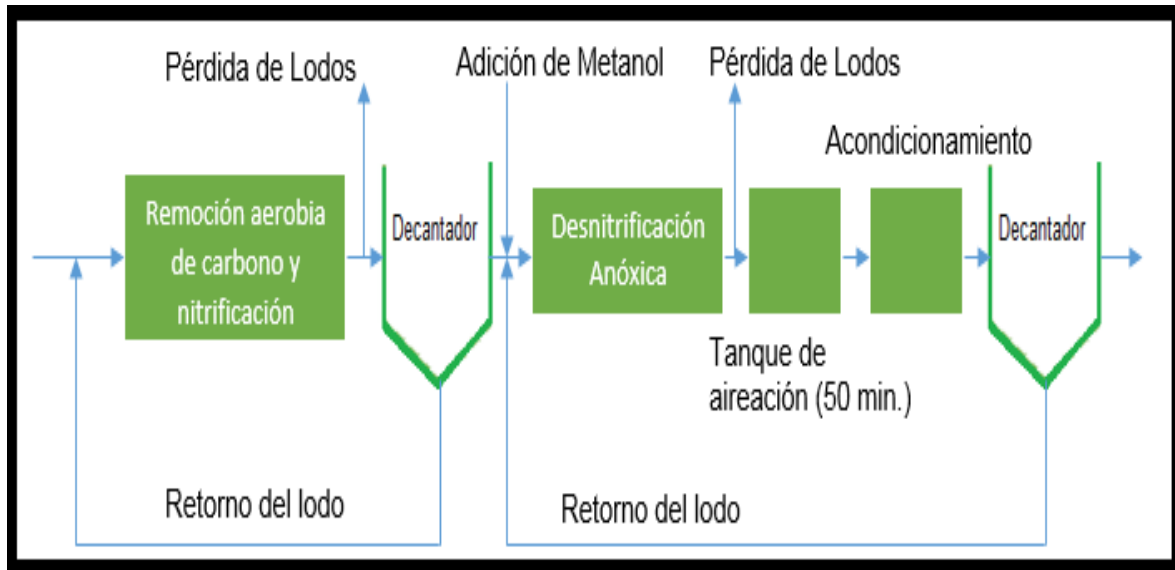 Pérdida de Lodos
Adición de Metanol
Pérdida de Lodos
Acondicionamiento
Remoción aerobia
de carbono y
nitrificación
Decantador
Desnitrificación
Anóxica
Decantador
Tanque de
aireación (50 min.)
Retorno del lodo
Retorno del lodo